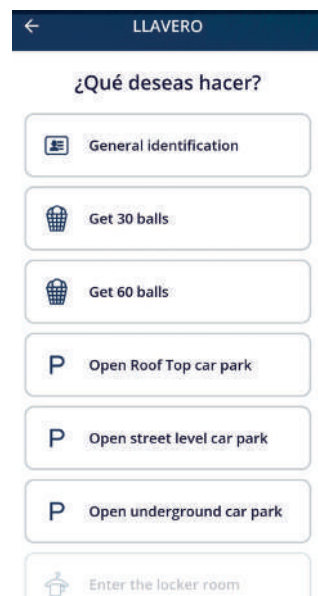 LLAVERO
¿Qué deseas hacer?
General identification
Get 30 balls
Get 60 balls
P Open Roof Top car park
P Open street level car park
P Open underground car park
Enter the locker room